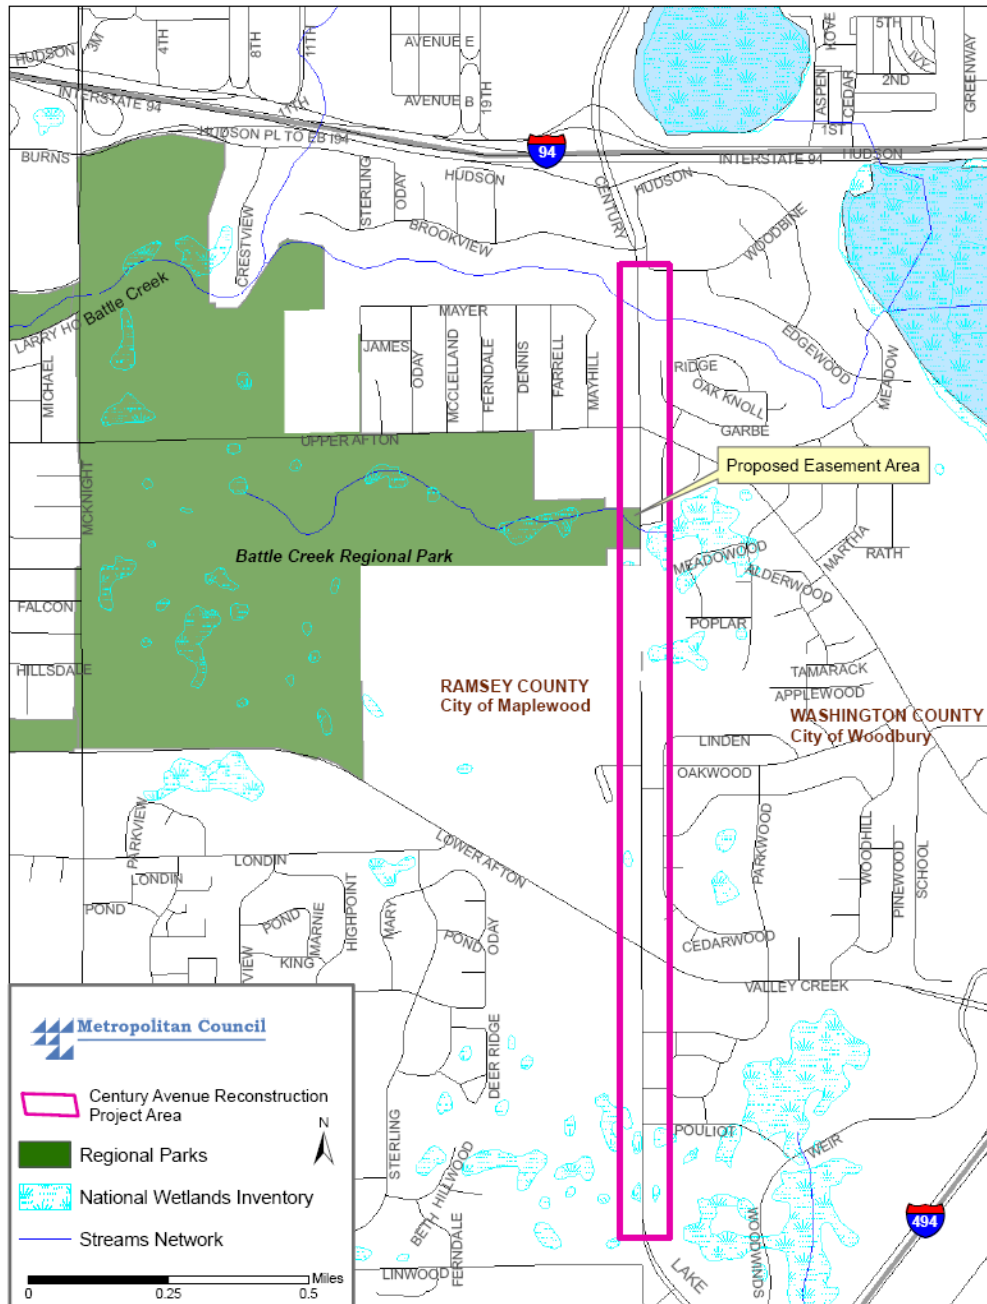 HUDSON
3M
4TH
8TH
11TH
AVENUE E
AVENUE B
19TH
KOVE
5TH
IVY
2ND
GREENWAY
ASPEN
CEDAR
1ST
INTERSTATE 94
11TH
HUDSON PL TO EB I94
94
INTERSTATE 94
HUDSON
BURNS
STERLING
ODAY
HUDSON
CENTURY
HUDSON
CRESTVIEW
BROOKVIEW
WOODBINE
Battle Creek
LARRY HO
MAYER
EDGEWOOD
MEADOW
MICHAEL
JAMES
ODAY
MCCLELLAND
FERNDALE
DENNIS
FARRELL
MAYHILL
RIDGE
OAK KNOLL
GARBE
UPPER AFTON
Proposed Easement Area
MCKNIGHT
Battle Creek Regional Park
MEADOWOOD
MARTHA
RATH
ALDERWOOD
FALCON
POPLAR
HILLSDALE
TAMARACK
APPLEWOOD
RAMSEY COUNTY
City of Maplewood
WASHINGTON COUNTY
City of Woodbury
LINDEN
OAKWOOD
PARKVIEW
LOWER AFTON
PARKWOOD
WOODHILL
PINEWOOD
SCHOOL
LONDIN
LONDIN
POND
POND
MARNIE
HIGHPOINT
MARY
POND
ODAY
CEDARWOOD
VIEW
KING
VALLEY CREEK
Metropolitan Council
DEER RIDGE
Century Avenue Reconstruction
Project Area
N
Regional Parks
STERLING
POULIOT
WEIR
National Wetlands Inventory
BETH
HILLWOOD
FERNDALE
WOODWINDS
494
Streams Network
LINWOOD
LAKE
Miles
0 0.25 0.5